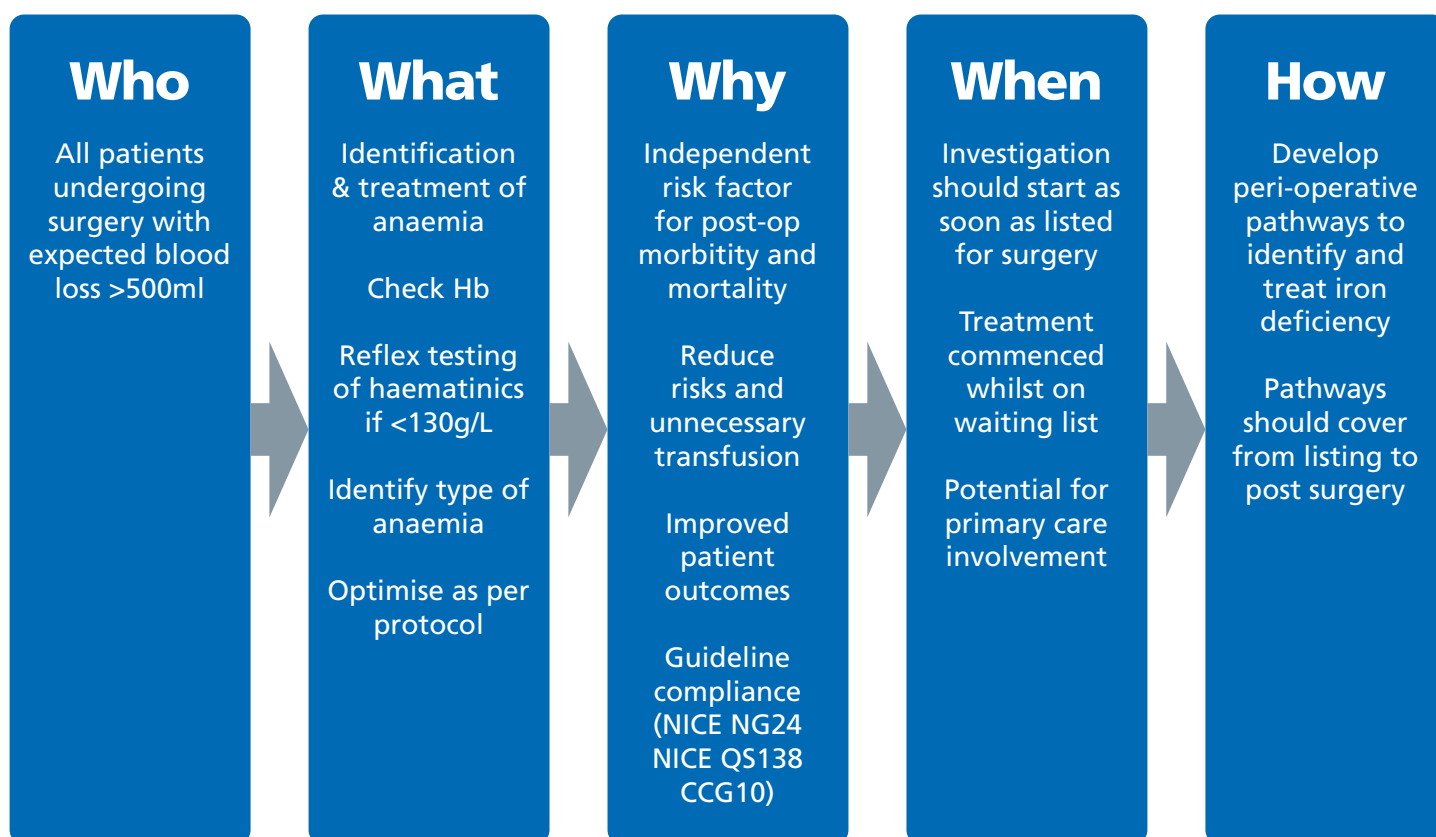 Who
All patients
undergoing
surgery with
expected blood
loss >500ml
What
Identification
& treatment of
anaemia
Check Hb
Reflex testing
of haematinics
if <130g/L
Identify type of
anaemia
Optimise as per
protocol
Why
Independent
risk factor
for post-op
morbitity and
mortality
Reduce
risks and
unnecessary
transfusion
Improved
patient
outcomes
Guideline
compliance
(NICE NG24
NICE QS138
CCG10)
When
Investigation
should start as
soon as listed
for surgery
Treatment
commenced
whilst on
waiting list
Potential for
primary care
involvement
How
Develop
peri-operative
pathways to
identify and
treat iron
deficiency
Pathways
should cover
from listing to
post surgery